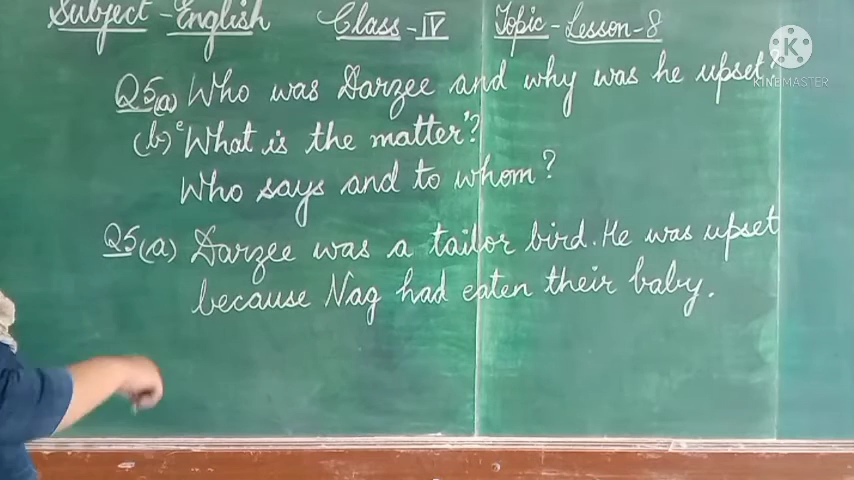 Subject - English Class - IV Topic - Lesson - 8
K
KINEMASTER
Q5(a) Who was Darzee and why was he upset?
(b) "What is the matter"?
Who says and to whom?
Q5(a) Darzee was a tailor bird. He was upset
because Nag had eaten their baby.